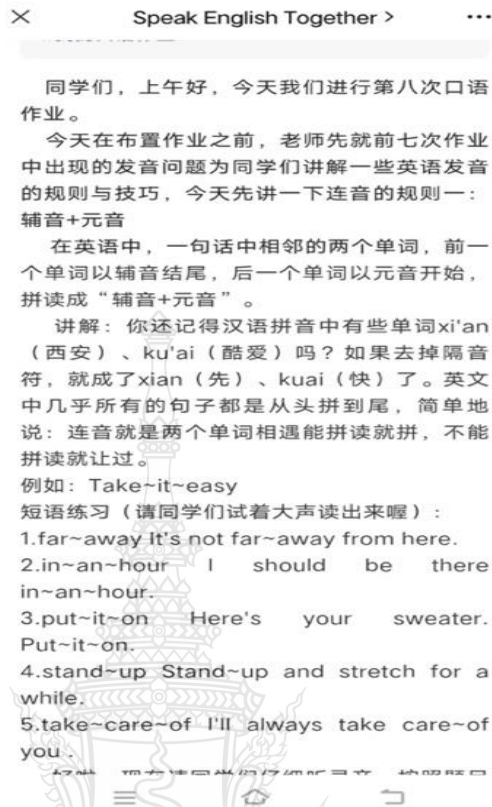 Speak English Together >
同学们，上午好，今天我们进行第八次口语
作业。
今天在布置作业之前，老师先就前七次作业
中出现的发音问题为同学们讲解一些英语发音
的规则与技巧，今天先讲一下连音的规则一：
辅音+元音
在英语中，一句话中相邻的两个单词，前一
个单词以辅音结尾，后一个单词以元音开始，
拼读成“辅音+元音”。
讲解：你还记得汉语拼音中有些单词xi'an
（西安）、ku'ai（酷爱）吗？如果去掉隔音
符，就成了xian（先）、kuai（快）了。英文
中几乎所有的句子都是从头拼到尾，简单地
说：连音就是两个单词相遇能拼读就拼，不能
拼读就让过。
例如：Take~it~easy
短语练习（请同学们试着大声读出来喔）：
1.far~away It's not far~away from here.
2.in~an~hour I should be there
in~an~hour.
3.put~it~on Here's your sweater.
Put~it~on.
4.stand~up Stand~up and stretch for a
while.
5.take~care~of I'll always take care~of
you .